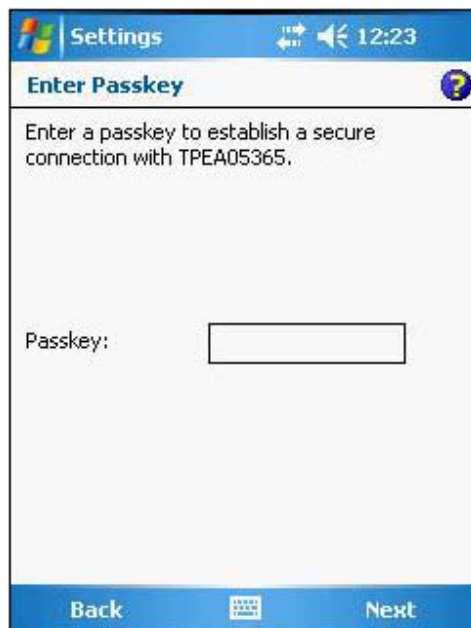 Settings 12:23
Enter Passkey
?
Enter a passkey to establish a secure
connection with TPEA05365.
Passkey:
Back Next